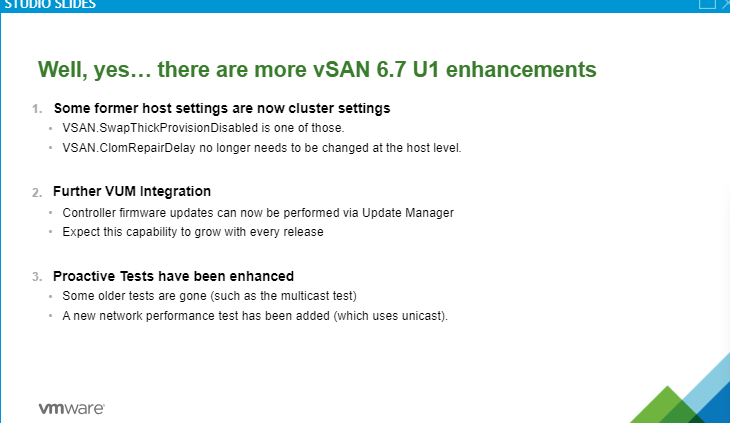 STUDIO SLIDES
Well, yes… there are more vSAN 6.7 U1 enhancements
1. Some former host settings are now cluster settings
• VSAN.SwapThickProvisionDisabled is one of those.
• VSAN.ClomRepairDelay no longer needs to be changed at the host level.
2. Further VUM Integration
• Controller firmware updates can now be performed via Update Manager
• Expect this capability to grow with every release
3. Proactive Tests have been enhanced
• Some older tests are gone (such as the multicast test)
• A new network performance test has been added (which uses unicast).
vmware